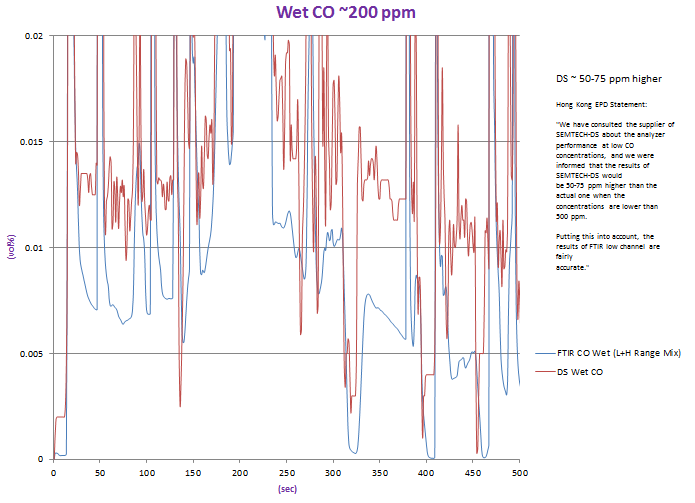 Wet CO ~200 ppm
0.02
0.015
0.01
0.005
0
(vol%)
0 50 100 150 200 250 300 350 400 450 500
(sec)
DS ~ 50-75 ppm higher
Hong Kong EPD Statement:
"We have consulted the supplier of
SEMTECH-DS about the analyzer
performance at low CO
concentrations, and we were
informed that the results of
SEMTECH-DS would
be 50-75 ppm higher than the
actual one when the
concentrations are lower than
300 ppm.
Putting this into account, the
results of FTIR low channel are
fairly
accurate."
FTIR CO Wet (L+H Range Mix)
DS Wet CO